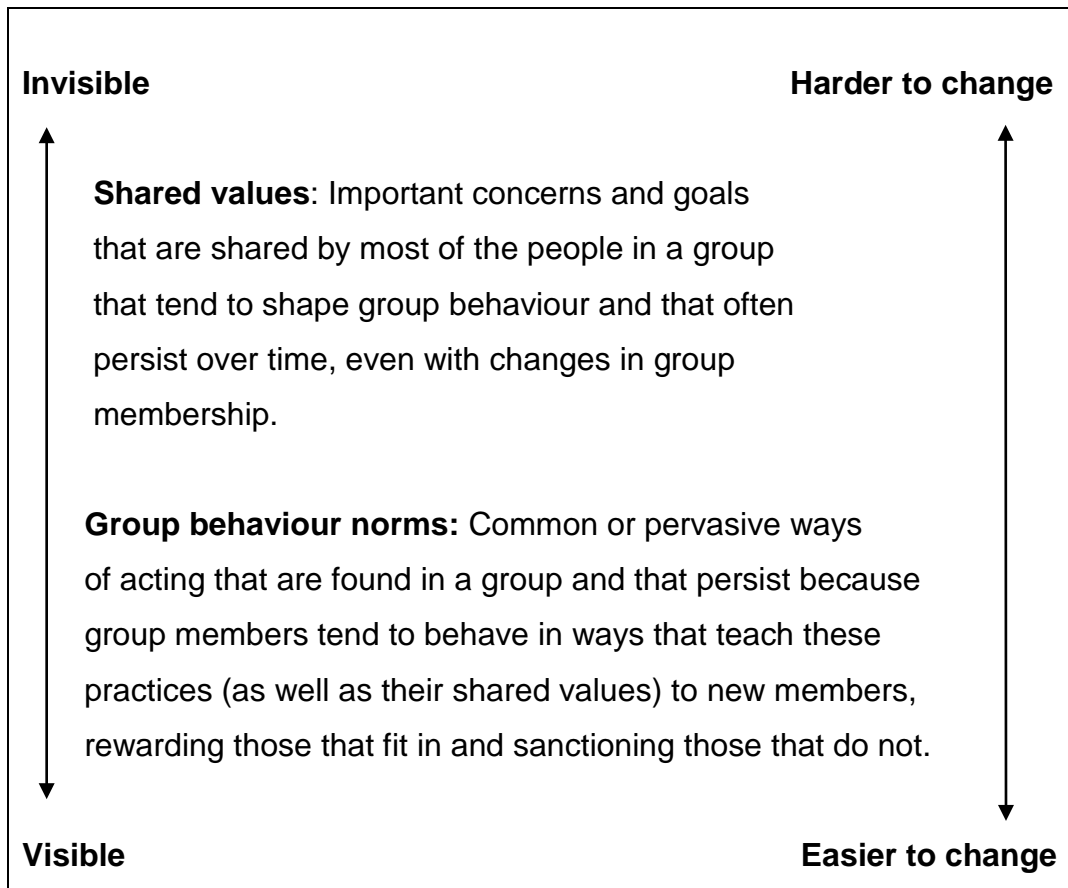 Invisible Harder to change
Shared values: Important concerns and goals
that are shared by most of the people in a group
that tend to shape group behaviour and that often
persist over time, even with changes in group
membership.
Group behaviour norms: Common or pervasive ways
of acting that are found in a group and that persist because
group members tend to behave in ways that teach these
practices (as well as their shared values) to new members,
rewarding those that fit in and sanctioning those that do not.
Visible Easier to change